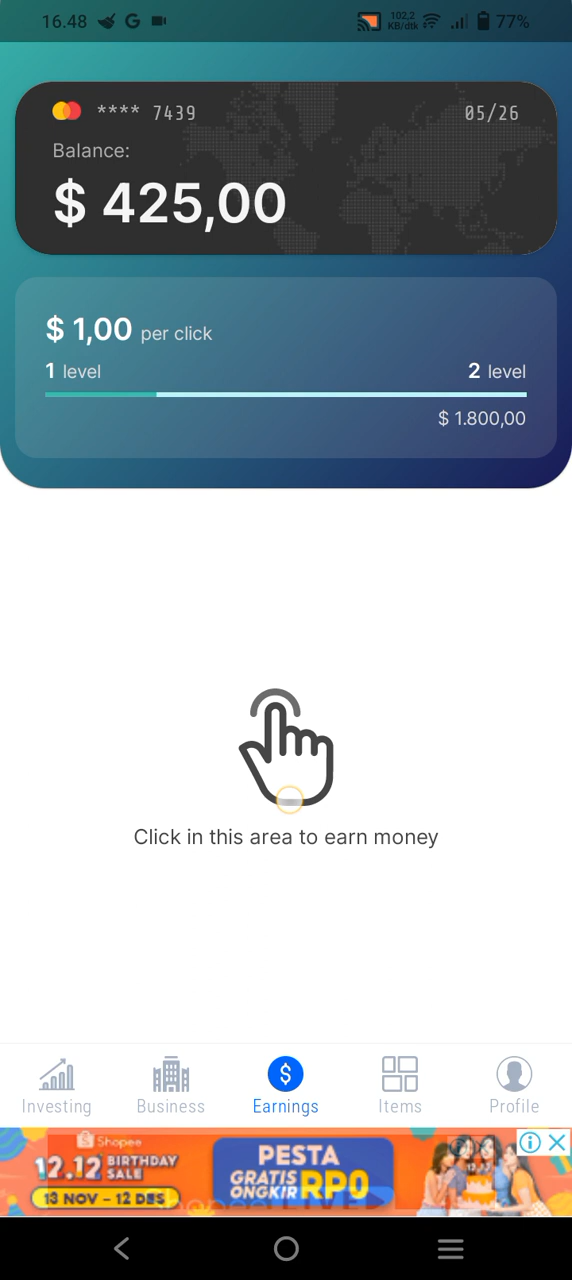 16.48 G 102,2 KB/dtk 77%
**** 7439 05/26
Balance:
$ 425,00
$ 1,00 per click
1 level 2 level
$ 1.800,00
Click in this area to earn money
Investing Business Earnings Items Profile
Shopee
12.12 BIRTHDAY SALE
13 NOV - 12 DES
PESTA
GRATIS ONGKIR RP0